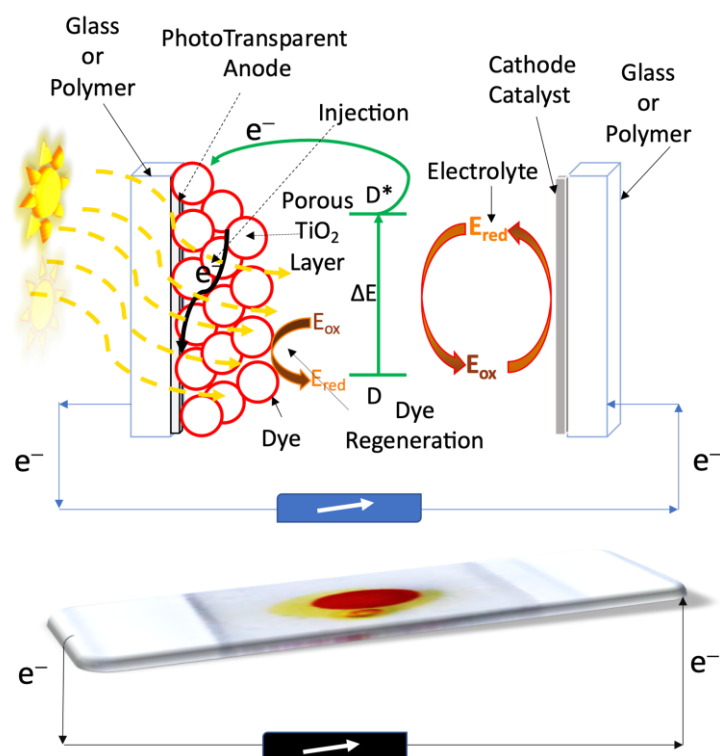 Glass
or
Polymer
PhotoTransparent
Anode
Injection
e⁻
Cathode
Catalyst
Glass
or
Polymer
Electrolyte
D*
Porous
TiO₂
Layer
e⁻
E_red
ΔE
E_ox
E_red
E_ox
D
Dye
Dye
Regeneration
e⁻
e⁻
e⁻
e⁻